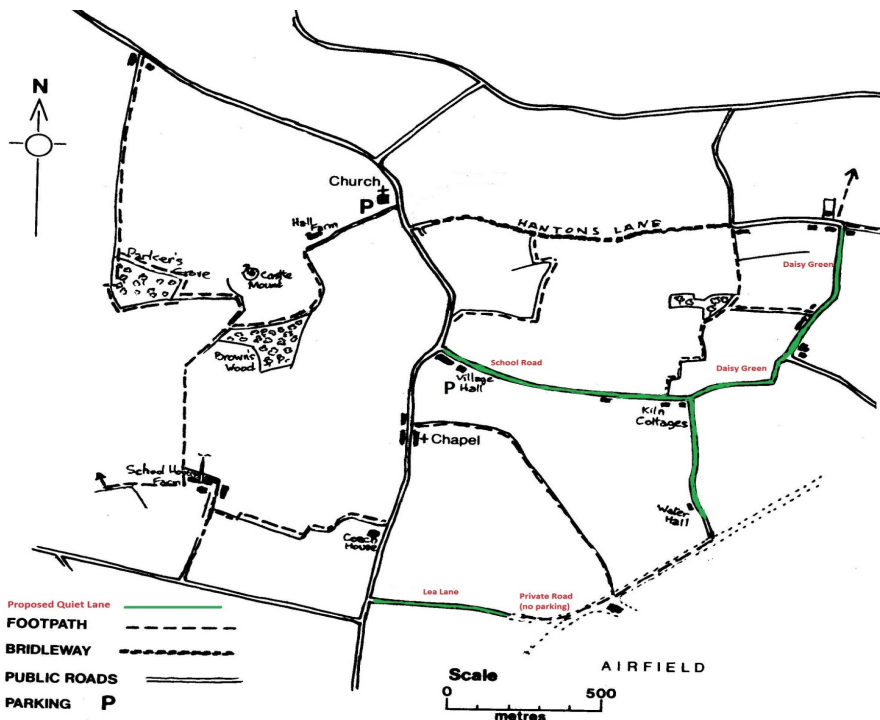 N
Church
P
Hall Farm
HANTONS LANE
Parker's
Grove
Castle
Mount
Daisy Green
Brown's
Wood
School Road
Village
Hall
P
Daisy Green
Kiln
Cottages
Chapel
School House
Farm
Water
Hall
Coach
House
Lea Lane
Private Road
(no parking)
Proposed Quiet Lane
FOOTPATH
BRIDLEWAY
PUBLIC ROADS
PARKING P
Scale
0 500
metres
AIRFIELD